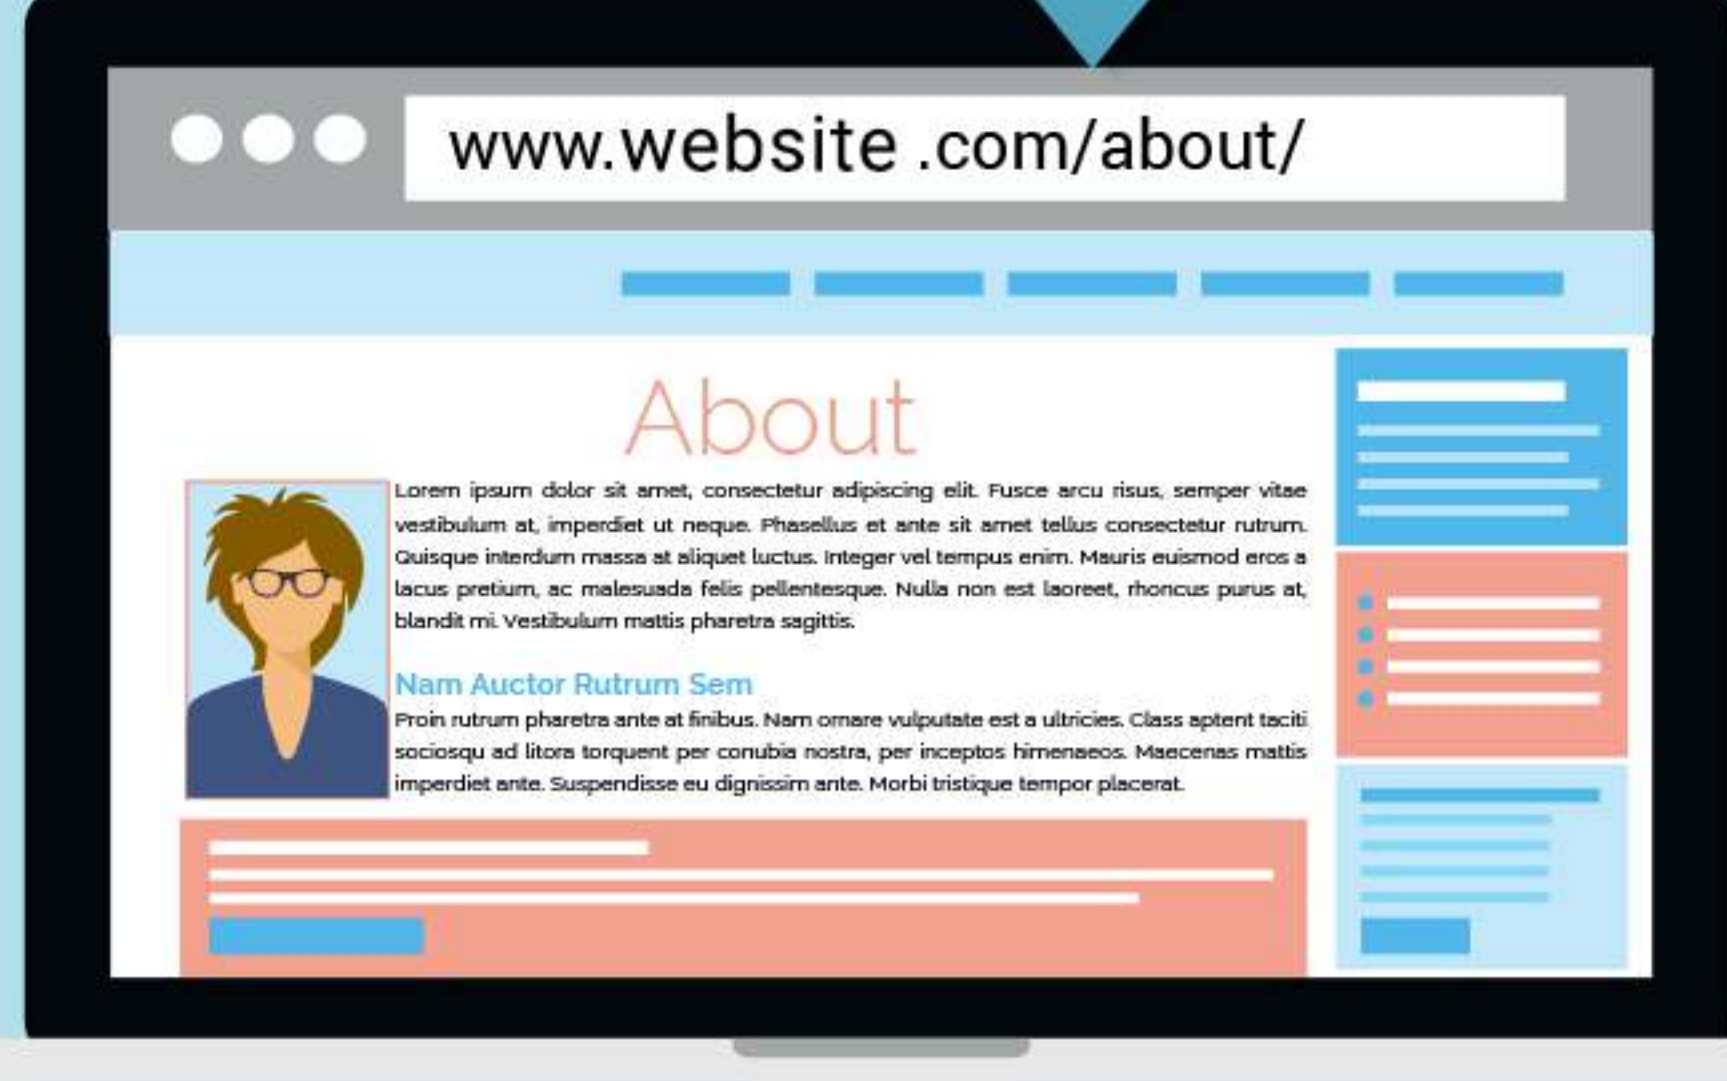 www.website .com/about/
About
Lorem ipsum dolor sit amet, consectetur adipiscing elit. Fusce arcu risus, semper vitae
vestibulum at, imperdiet ut neque. Phasellus et ante sit amet tellus consectetur rutrum.
Quisque interdum massa at aliquet luctus. Integer vel tempus enim. Mauris euismod eros a
lacus pretium, ac malesuada felis pellentesque. Nulla non est laoreet, rhoncus purus at,
blandit mi. Vestibulum mattis pharetra sagittis.
Nam Auctor Rutrum Sem
Proin rutrum pharetra ante at finibus. Nam ornare vulputate est a ultricies. Class aptent taciti
sociosqu ad litora torquent per conubia nostra, per inceptos himenaeos. Maecenas mattis
imperdiet ante. Suspendisse eu dignissim ante. Morbi tristique tempor placerat.